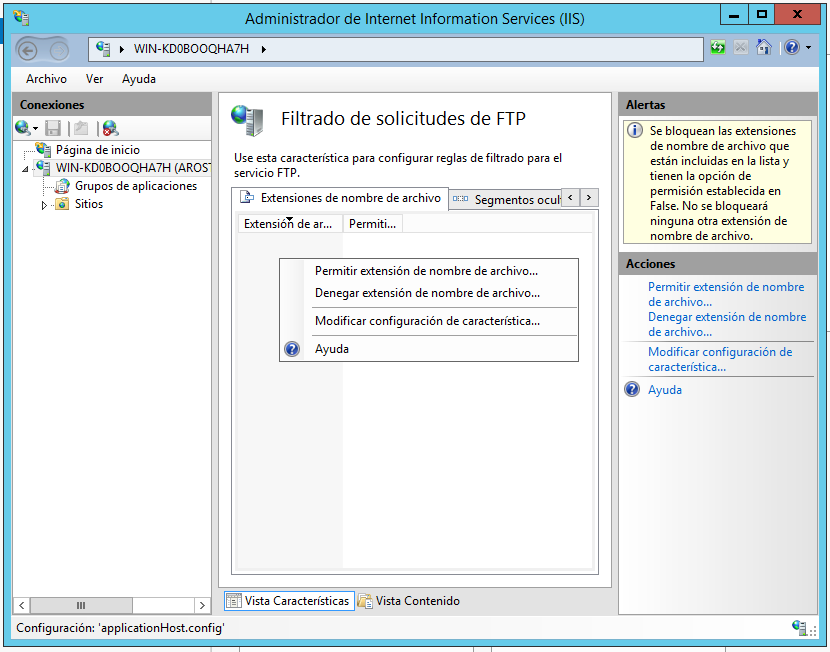 Administrador de Internet Information Services (IIS)
WIN-KD0BOOQHA7H
Archivo Ver Ayuda
Conexiones
Página de inicio
WIN-KD0BOOQHA7H (AROST
Grupos de aplicaciones
Sitios
Filtrado de solicitudes de FTP
Use esta característica para configurar reglas de filtrado para el
servicio FTP.
Extensiones de nombre de archivo
Segmentos ocul
Extensión de ar...
Permiti...
Permitir extensión de nombre de archivo...
Denegar extensión de nombre de archivo...
Modificar configuración de característica...
Ayuda
Vista Características
Vista Contenido
Alertas
Se bloquean las extensiones
de nombre de archivo que
están incluidas en la lista y
tienen la opción de
permisión establecida en
False. No se bloqueará
ninguna otra extensión de
nombre de archivo.
Acciones
Permitir extensión de nombre
de archivo...
Denegar extensión de nombre
de archivo...
Modificar configuración de
característica...
Ayuda
Configuración: 'applicationHost.config'